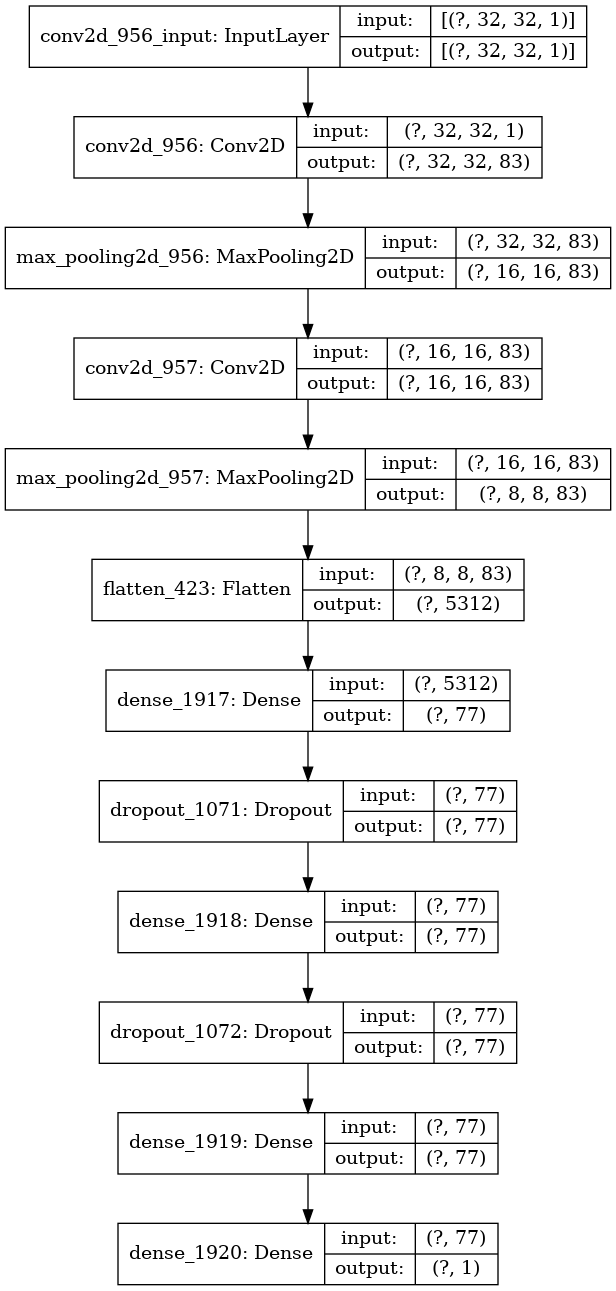 conv2d_956_input: InputLayer
input: [(?, 32, 32, 1)]
output: [(?, 32, 32, 1)]
conv2d_956: Conv2D
input: (?, 32, 32, 1)
output: (?, 32, 32, 83)
max_pooling2d_956: MaxPooling2D
input: (?, 32, 32, 83)
output: (?, 16, 16, 83)
conv2d_957: Conv2D
input: (?, 16, 16, 83)
output: (?, 16, 16, 83)
max_pooling2d_957: MaxPooling2D
input: (?, 16, 16, 83)
output: (?, 8, 8, 83)
flatten_423: Flatten
input: (?, 8, 8, 83)
output: (?, 5312)
dense_1917: Dense
input: (?, 5312)
output: (?, 77)
dropout_1071: Dropout
input: (?, 77)
output: (?, 77)
dense_1918: Dense
input: (?, 77)
output: (?, 77)
dropout_1072: Dropout
input: (?, 77)
output: (?, 77)
dense_1919: Dense
input: (?, 77)
output: (?, 77)
dense_1920: Dense
input: (?, 77)
output: (?, 1)